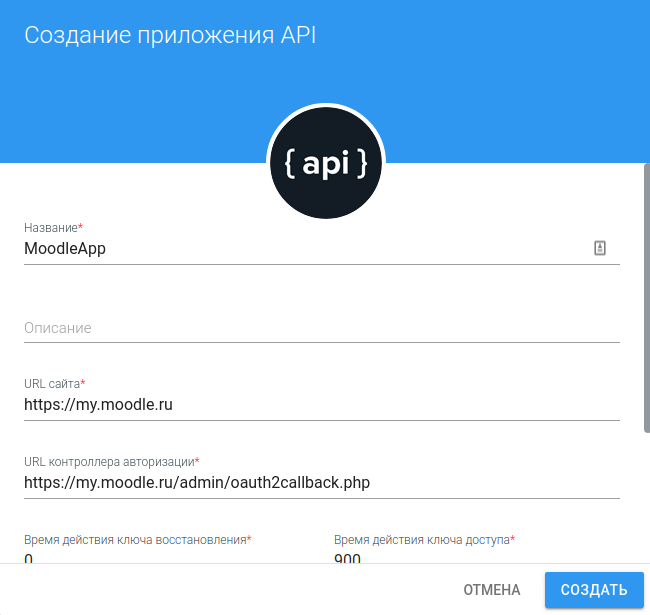 Создание приложения API
{ api }
Название*
MoodleApp
Описание
URL сайта*
https://my.moodle.ru
URL контроллера авторизации*
https://my.moodle.ru/admin/oauth2callback.php
Время действия ключа восстановления* Время действия ключа доступа*
0 900
ОТМЕНА СОЗДАТЬ